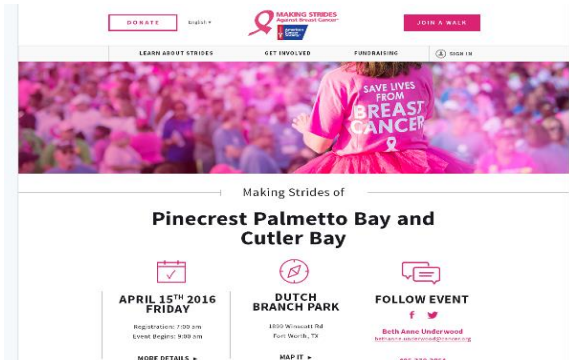 DONATE
English
MAKING STRIDES
Against Breast Cancer
American
Cancer
Society
JOIN A WALK
LEARN ABOUT STRIDES
GET INVOLVED
FUNDRAISING
SIGN IN
SAVE LIVES
FROM
BREAST
CANCER
Making Strides of
Pinecrest Palmetto Bay and
Cutler Bay
APRIL 15TH 2016
FRIDAY
Registration: 7:00 am
Event Begins: 9:00 am
MORE DETAILS ►
DUTCH
BRANCH PARK
Fort Worth, TX
MAP IT ►
FOLLOW EVENT
Beth Anne Underwood
bethanne.underwood@cancer.org